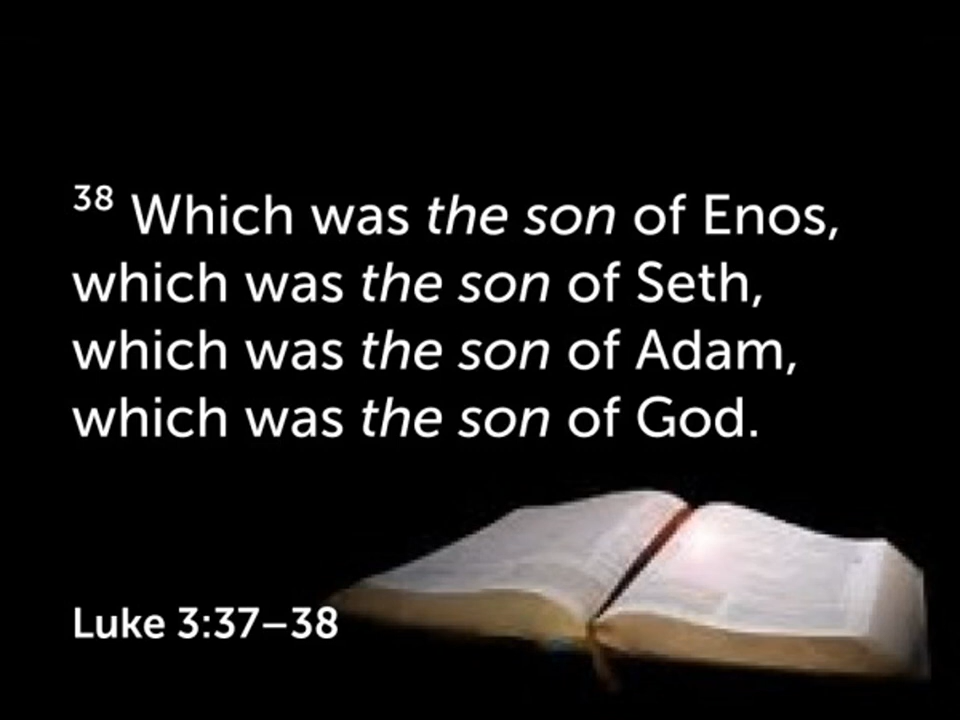 38 Which was the son of Enos,
which was the son of Seth,
which was the son of Adam,
which was the son of God.
Luke 3:37–38